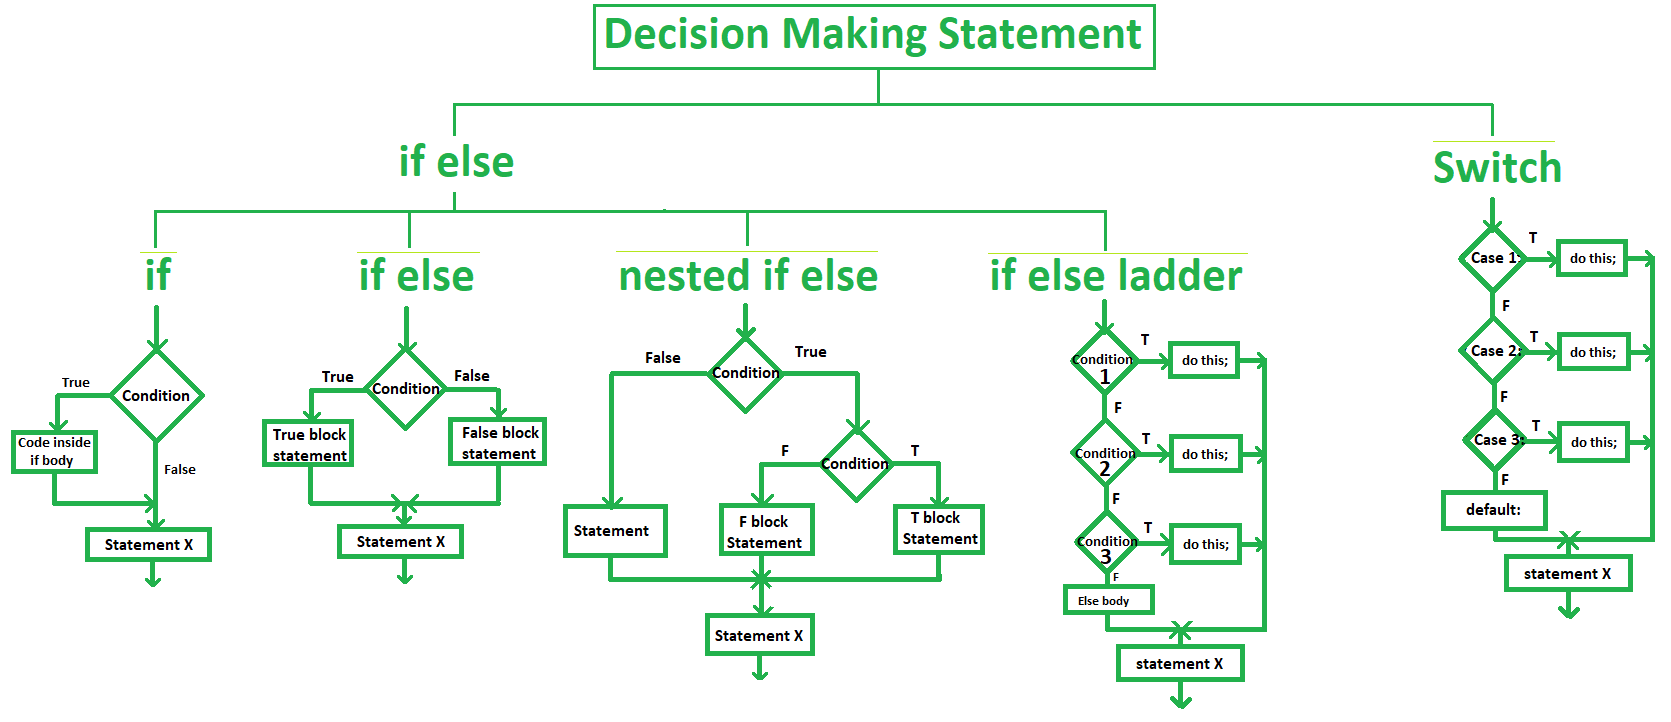 Decision Making Statement
if else
Switch
if
if else
nested if else
if else ladder
True
Condition
Code inside
if body
False
Statement X
True
Condition
False
True block
statement
False block
statement
Statement X
False
True
Condition
F
Condition
T
Statement
F block
Statement
T block
Statement
Statement X
Condition
1
T
do this;
F
Condition
2
T
do this;
F
Condition
3
T
do this;
F
Else body
statement X
Case 1:
T
do this;
F
Case 2:
T
do this;
F
Case 3:
T
do this;
F
default:
statement X